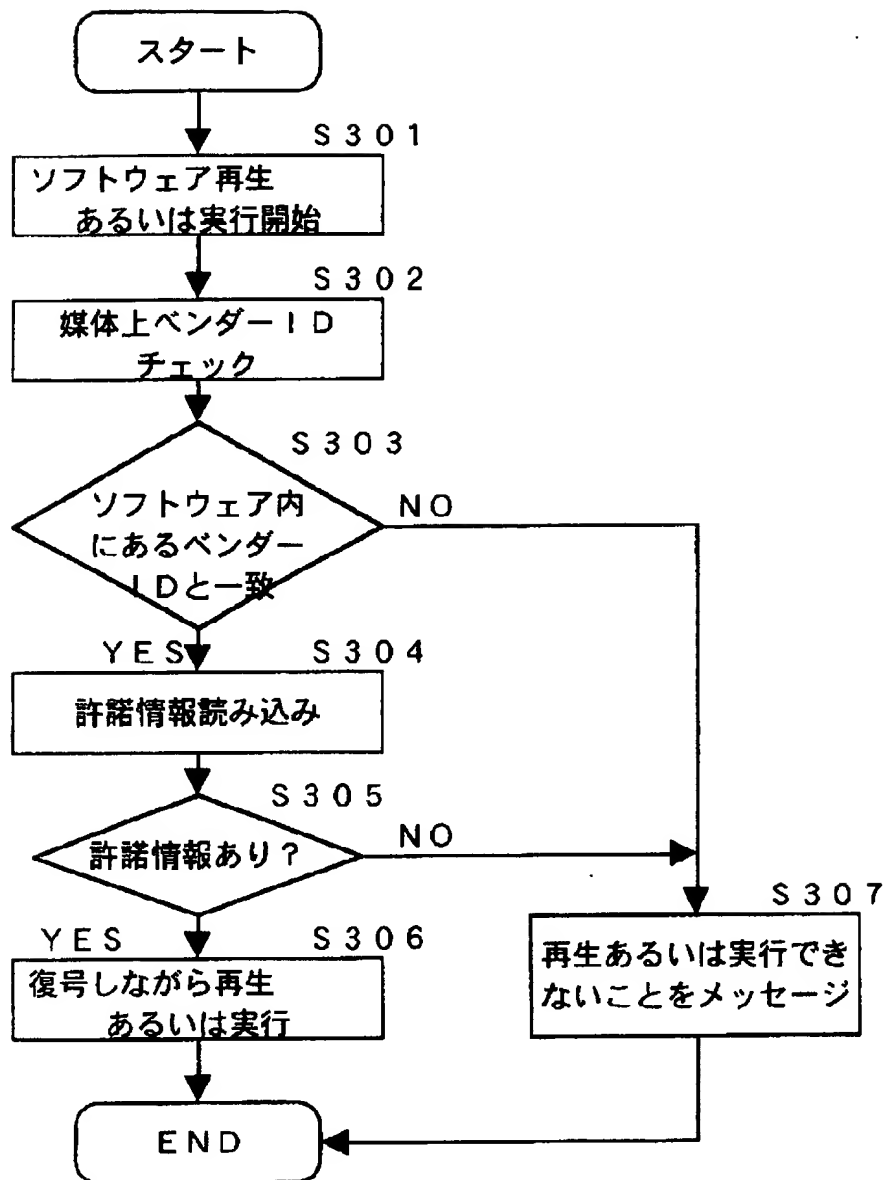 スタート
S301
ソフトウェア再生
あるいは実行開始
S302
媒体上ベンダーID
チェック
S303
ソフトウェア内
にあるベンダー
IDと一致
NO
YES
S304
許諾情報読み込み
S305
許諾情報あり?
NO
YES
S306
復号しながら再生
あるいは実行
S307
再生あるいは実行でき
ないことをメッセージ
END